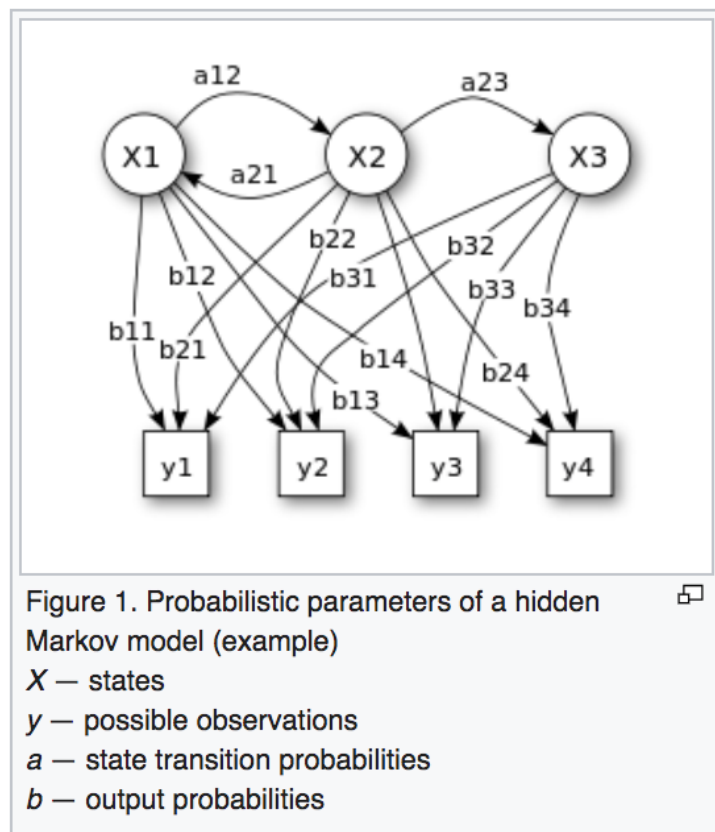 a12
a23
X1
X2
X3
a21
b22
b32
b12
b31
b33
b34
b11
b21
b14
b24
b13
y1
y2
y3
y4
Figure 1. Probabilistic parameters of a hidden
Markov model (example)
X — states
y — possible observations
a — state transition probabilities
b — output probabilities